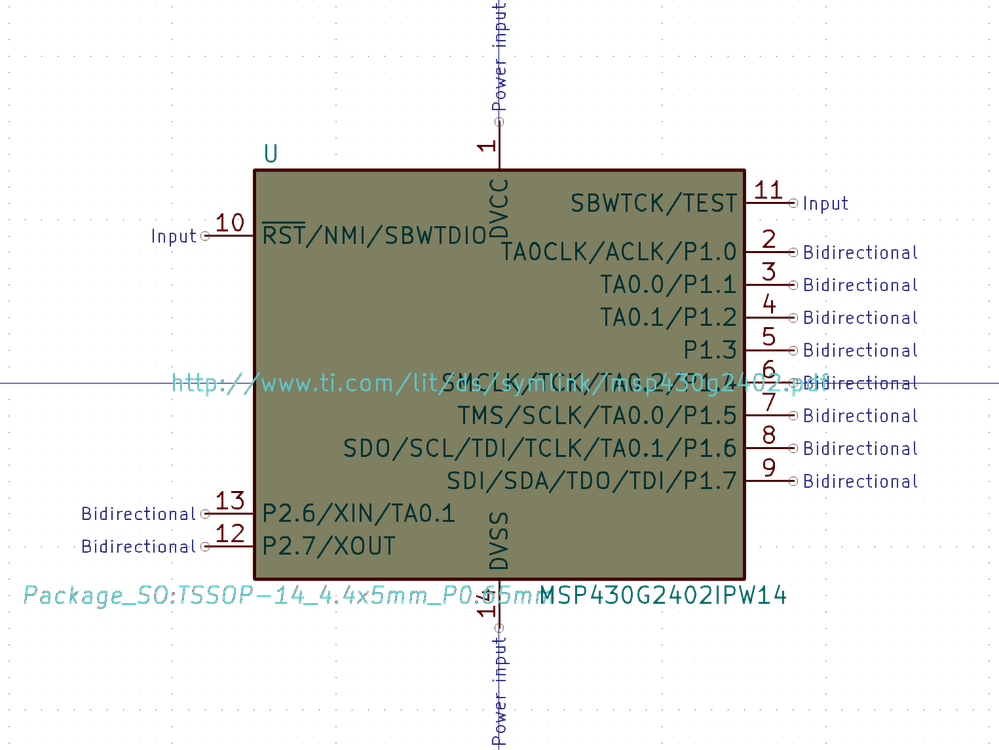 Power input
1
U
DVCC
SBWTCK/TEST 11 Input
Input 10 RST/NMI/SBWTDIO
TA0CLK/ACLK/P1.0 2 Bidirectional
TA0.0/P1.1 3 Bidirectional
TA0.1/P1.2 4 Bidirectional
P1.3 5 Bidirectional
http://www.ti.com/lit/ds/symlink/msp430g2402.pdf
SMCLK/TCK/TA0.2/P1.4 6 Bidirectional
TMS/SCLK/TA0.0/P1.5 7 Bidirectional
SDO/SCL/TDI/TCLK/TA0.1/P1.6 8 Bidirectional
SDI/SDA/TDO/TDI/P1.7 9 Bidirectional
Bidirectional 13 P2.6/XIN/TA0.1
Bidirectional 12 P2.7/XOUT
DVSS
Package_SO:TSSOP-14_4.4x5mm_P0.65mm
MSP430G2402IPW14
14
Power input